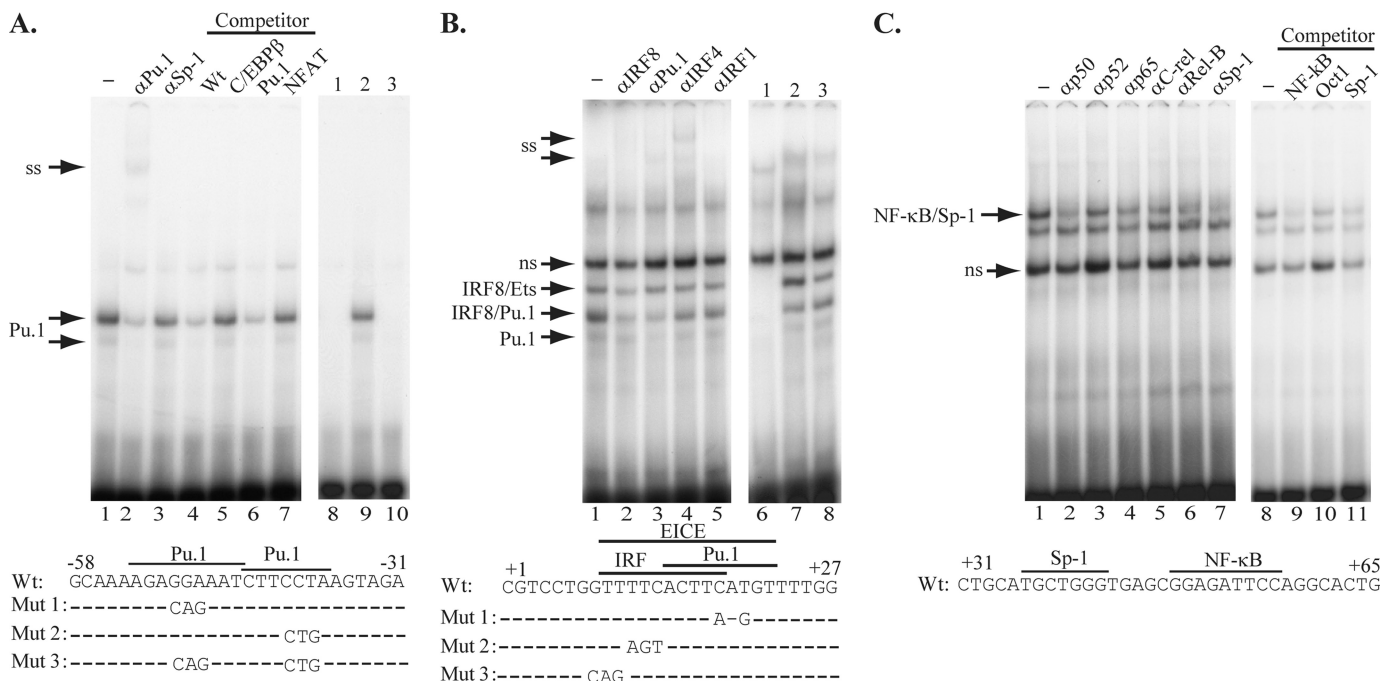 A.
Competitor
– αPu.1 αSp-1 Wt C/EBPβ Pu.1 NFAT 1 2 3
ss
Pu.1
1 2 3 4 5 6 7 8 9 10
-58 Pu.1 Pu.1 -31
Wt: GCAAAAGAGGAAATCTTCCTAAGTAGA
Mut 1: --------CAG----------------
Mut 2: -----------------CTG-------
Mut 3: --------CAG------CTG-------
B.
– αIRF8 αPu.1 αIRF4 αIRF1 1 2 3
ss
ns
IRF8/Ets
IRF8/Pu.1
Pu.1
1 2 3 4 5 6 7 8
EICE
+1 IRF Pu.1 +27
CGTCCTGGTTTTCACTTCATGTTTTGG
Mut 1: -----------------A-G-------
Mut 2: ----------AGT--------------
Mut 3: -------CAG-----------------
C.
Competitor
– αp50 αp52 αp65 αC-rel αRel-B αSp-1 – NF-kB Oct1 Sp-1
NF-κB/Sp-1
ns
1 2 3 4 5 6 7 8 9 10 11
+31 Sp-1 NF-κB +65
Wt: CTGCATGCTGGGTGAGCGGAGATTCCAGGCACTG